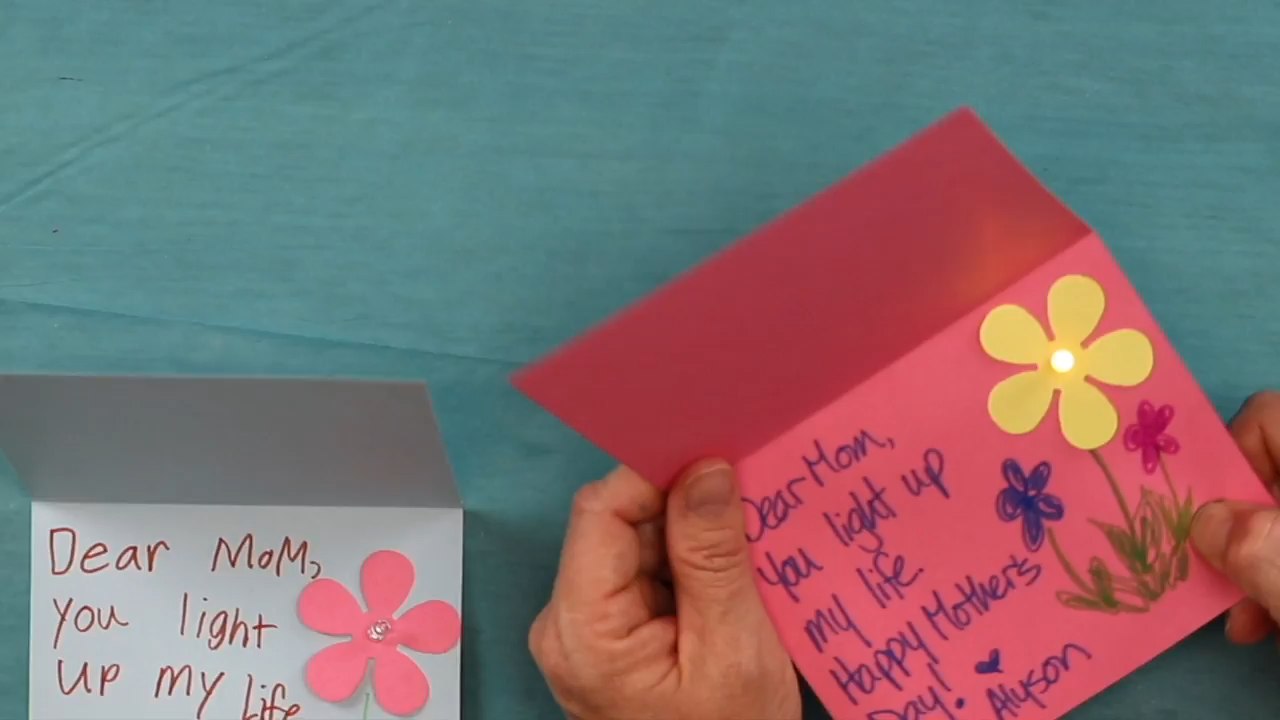 Dear MoM,
you light
up my life
Dear Mom,
you light up
my life.
Happy Mother's
Day!
Alyson